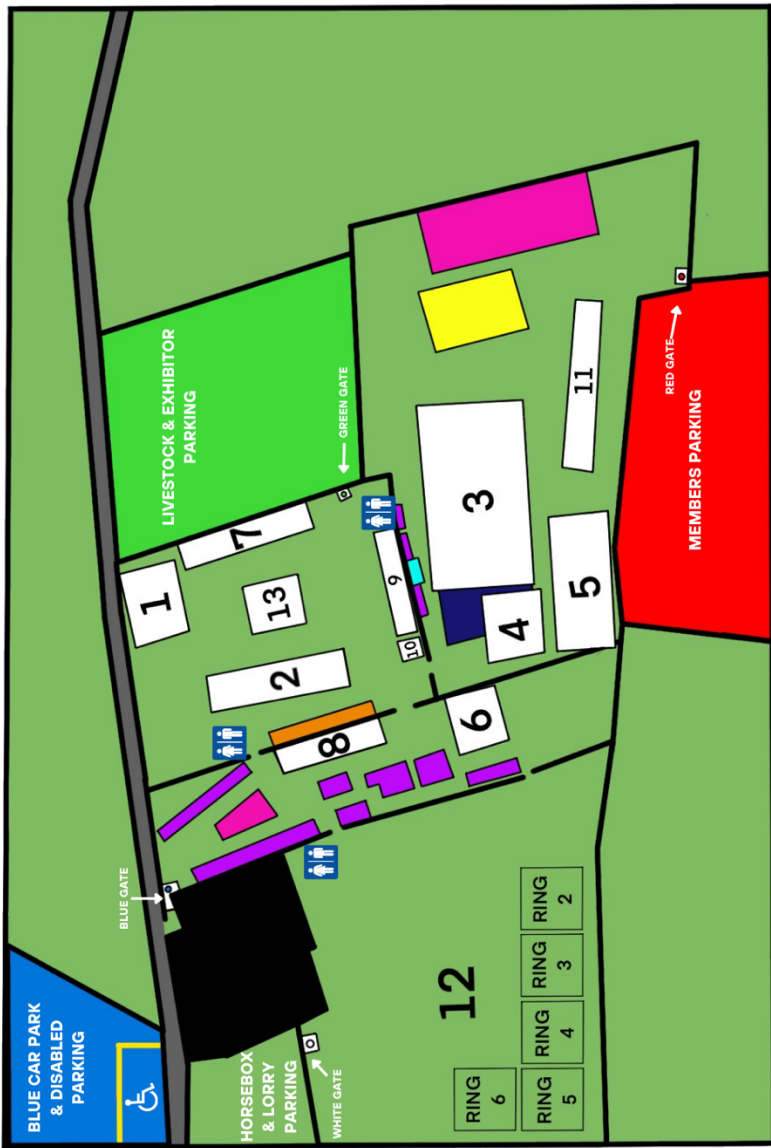 BLUE CAR PARK
& DISABLED
PARKING
BLUE GATE
HORSEBOX
& LORRY
PARKING
WHITE GATE
LIVESTOCK & EXHIBITOR
PARKING
GREEN GATE
RED GATE
MEMBERS PARKING
1
7
13
2
8
9
10
3
4
5
6
11
12
RING
2
RING
3
RING
4
RING
5
RING
6